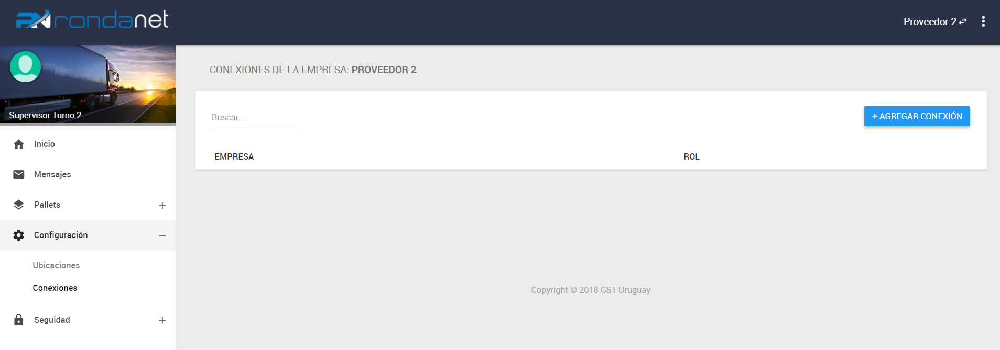 rondanet
Proveedor 2
Supervisor Turno 2
Inicio
Mensajes
Pallets
Configuración
Ubicaciones
Conexiones
Seguidad
CONEXIONES DE LA EMPRESA: PROVEEDOR 2
Buscar...
+ AGREGAR CONEXIÓN
EMPRESA ROL
Copyright © 2018 GS1 Uruguay